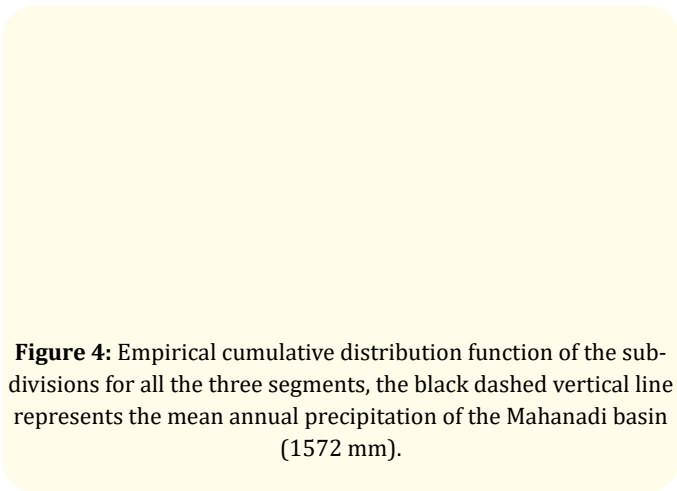 Figure 4: Empirical cumulative distribution function of the sub-
divisions for all the three segments, the black dashed vertical line
represents the mean annual precipitation of the Mahanadi basin
(1572 mm).